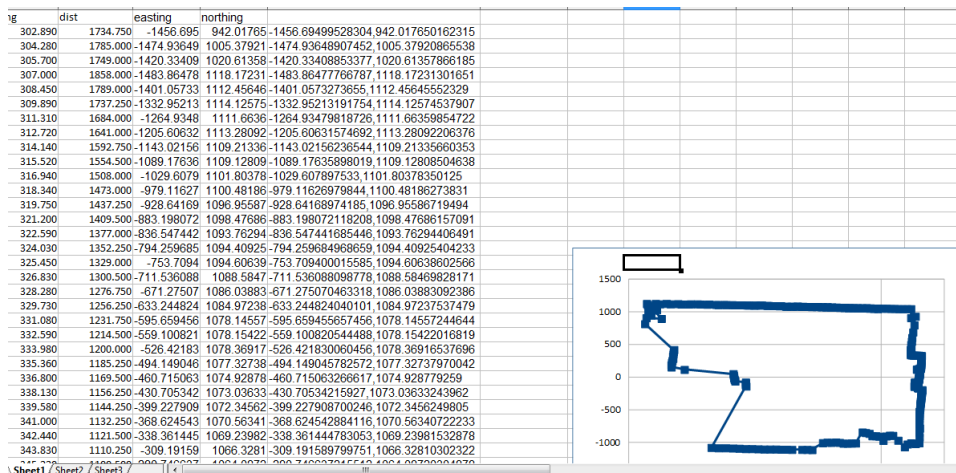 ng dist easting northing
302.890 1734.750 -1456.695 942.01765 -1456.69499528304,942.017650162315
304.280 1785.000 -1474.93649 1005.37921 -1474.93648907452,1005.37920865538
305.700 1749.000 -1420.33409 1020.61358 -1420.33408853377,1020.61357866185
307.000 1858.000 -1483.86478 1118.17231 -1483.86477766787,1118.17231301651
308.450 1789.000 -1401.05733 1112.45646 -1401.0573273655,1112.45645552329
309.890 1737.250 -1332.95213 1114.12575 -1332.95213191754,1114.12574537907
311.310 1684.000 -1264.9348 1111.6636 -1264.93479818726,1111.66359854722
312.720 1641.000 -1205.60632 1113.28092 -1205.60631574692,1113.28092206376
314.140 1592.750 -1143.02156 1109.21336 -1143.02156236544,1109.21335660353
315.520 1554.500 -1089.17636 1109.12809 -1089.17635898019,1109.12808504638
316.940 1508.000 -1029.6079 1101.80378 -1029.607897533,1101.80378350125
318.340 1473.000 -979.11627 1100.48186 -979.11626979844,1100.48186273831
319.750 1437.250 -928.64169 1096.95587 -928.64168974185,1096.95586719494
321.200 1409.500 -883.198072 1098.47686 -883.198072118208,1098.47686157091
322.590 1377.000 -836.547442 1093.76294 -836.547441685446,1093.76294406491
324.030 1352.250 -794.259685 1094.40925 -794.259684968659,1094.40925404233
325.450 1329.000 -753.7094 1094.60639 -753.709400015585,1094.60638602566
326.830 1300.500 -711.536088 1088.5847 -711.536088098778,1088.58469828171
328.280 1276.750 -671.27507 1086.03883 -671.275070463318,1086.03883092386
329.730 1256.250 -633.244824 1084.97238 -633.244824040101,1084.97237537479
331.080 1231.750 -595.659456 1078.14557 -595.659455657456,1078.14557244644
332.590 1214.500 -559.100821 1078.15422 -559.100820544488,1078.15422016819
333.980 1200.000 -526.42183 1078.36917 -526.421830060456,1078.36916537696
335.360 1185.250 -494.149046 1077.32738 -494.149045782572,1077.32737970042
336.800 1169.500 -460.715063 1074.92878 -460.715063266617,1074.928779259
338.130 1156.250 -430.705342 1073.03633 -430.70534215927,1073.03633243962
339.580 1144.250 -399.227909 1072.34562 -399.227908700246,1072.3456249805
341.000 1132.250 -368.624543 1070.56341 -368.624542884116,1070.56340722233
342.440 1121.500 -338.361445 1069.23982 -338.361444783053,1069.23981532878
343.830 1110.250 -309.19159 1066.3281 -309.191589799751,1066.32810302322
Sheet1 Sheet2 Sheet3
1500
1000
500
0
-500
-1000